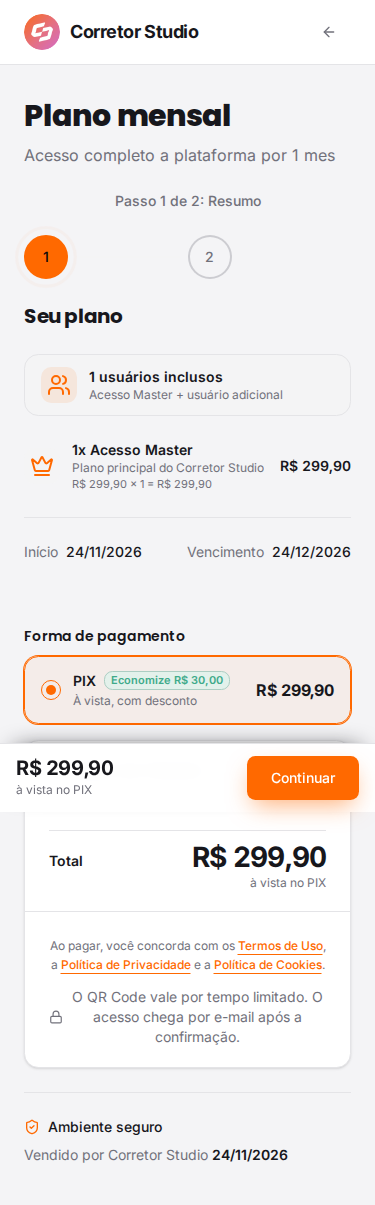 Corretor Studio
Plano mensal
Acesso completo a plataforma por 1 mes
Passo 1 de 2: Resumo
1
2
Seu plano
1 usuários inclusos
Acesso Master + usuário adicional
1x Acesso Master
Plano principal do Corretor Studio
R$ 299,90 × 1 = R$ 299,90
R$ 299,90
Início 24/11/2026
Vencimento 24/12/2026
Forma de pagamento
PIX
Economize R$ 30,00
À vista, com desconto
R$ 299,90
R$ 299,90
à vista no PIX
Continuar
Total
R$ 299,90
à vista no PIX
Ao pagar, você concorda com os Termos de Uso,
a Política de Privacidade e a Política de Cookies.
O QR Code vale por tempo limitado. O
acesso chega por e-mail após a
confirmação.
Ambiente seguro
Vendido por Corretor Studio 24/11/2026